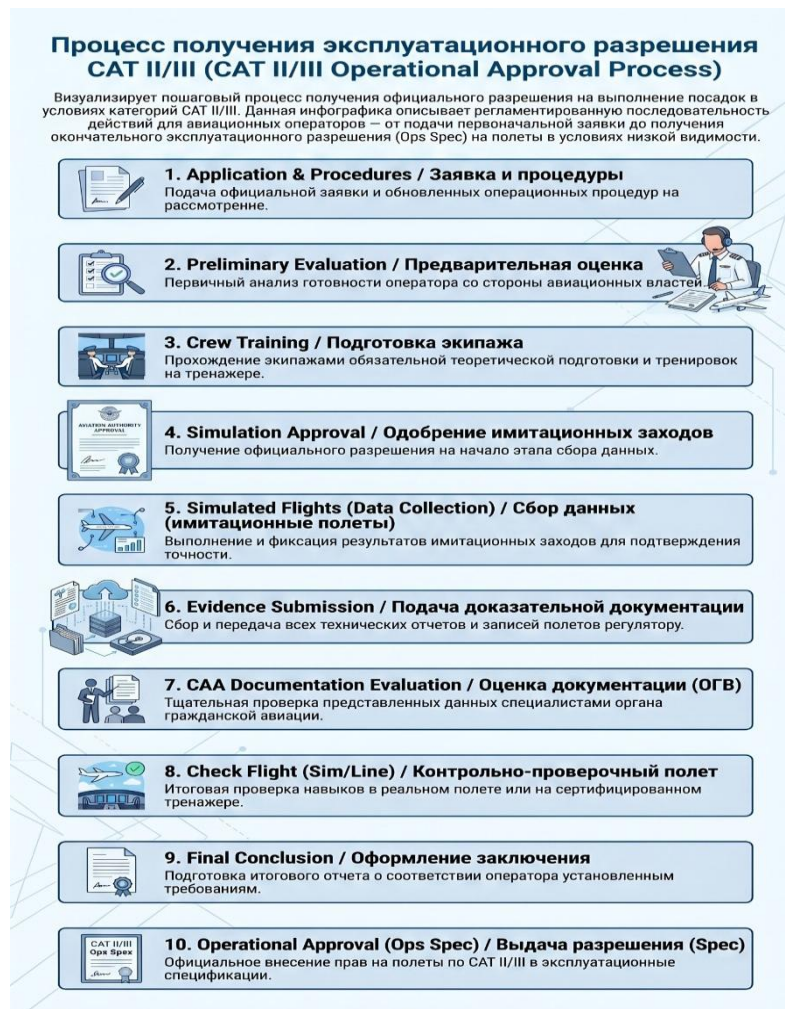 Процесс получения эксплуатационного разрешения
CAT II/III (CAT II/III Operational Approval Process)
Визуализирует пошаговый процесс получения официального разрешения на выполнение посадок в
условиях категорий CAT II/III. Данная инфографика описывает регламентированную последовательность
действий для авиационных операторов — от подачи первоначальной заявки до получения
окончательного эксплуатационного разрешения (Ops Spec) на полеты в условиях низкой видимости.
1. Application & Procedures / Заявка и процедуры
Подача официальной заявки и обновленных операционных процедур на
рассмотренне.
2. Preliminary Evaluation / Предварительная оценка
Первичный анализ готовности оператора со стороны авиационных властей.
3. Crew Training / Подготовка экипажа
Прохождение экипажами обязательной теоретической подготовки и тренировок
на тренажере.
AVIATION AUTHORITY
APPROVAL
4. Simulation Approval / Одобрение имитационных заходов
Получение официального разрешения на начало этапа сбора данных.
5. Simulated Flights (Data Collection) / Сбор данных
(имитационные полеты)
Выполнение и фиксация результатов имитационных заходов для подтверждения
точности.
6. Evidence Submission / Подача доказательной документации
Сбор и передача всех технических отчетов и записей полетов регулятору.
7. CAA Documentation Evaluation / Оценка документации (ОГВ)
Тщательная проверка представленных данных специалистами органа
гражданской авиации.
8. Check Flight (Sim/Line) / Контрольно-проверочный полет
Итоговая проверка навыков в реальном полете или на сертифицированном
тренажере.
9. Final Conclusion / Оформление заключения
Подготовка итогового отчета о соответствии оператора установленным
требованиям.
CAT II/III
Ops Spex
10. Operational Approval (Ops Spec) / Выдача разрешения (Spec)
Официальное внесение прав на полеты по CAT II/III в эксплуатационные
спецификации.